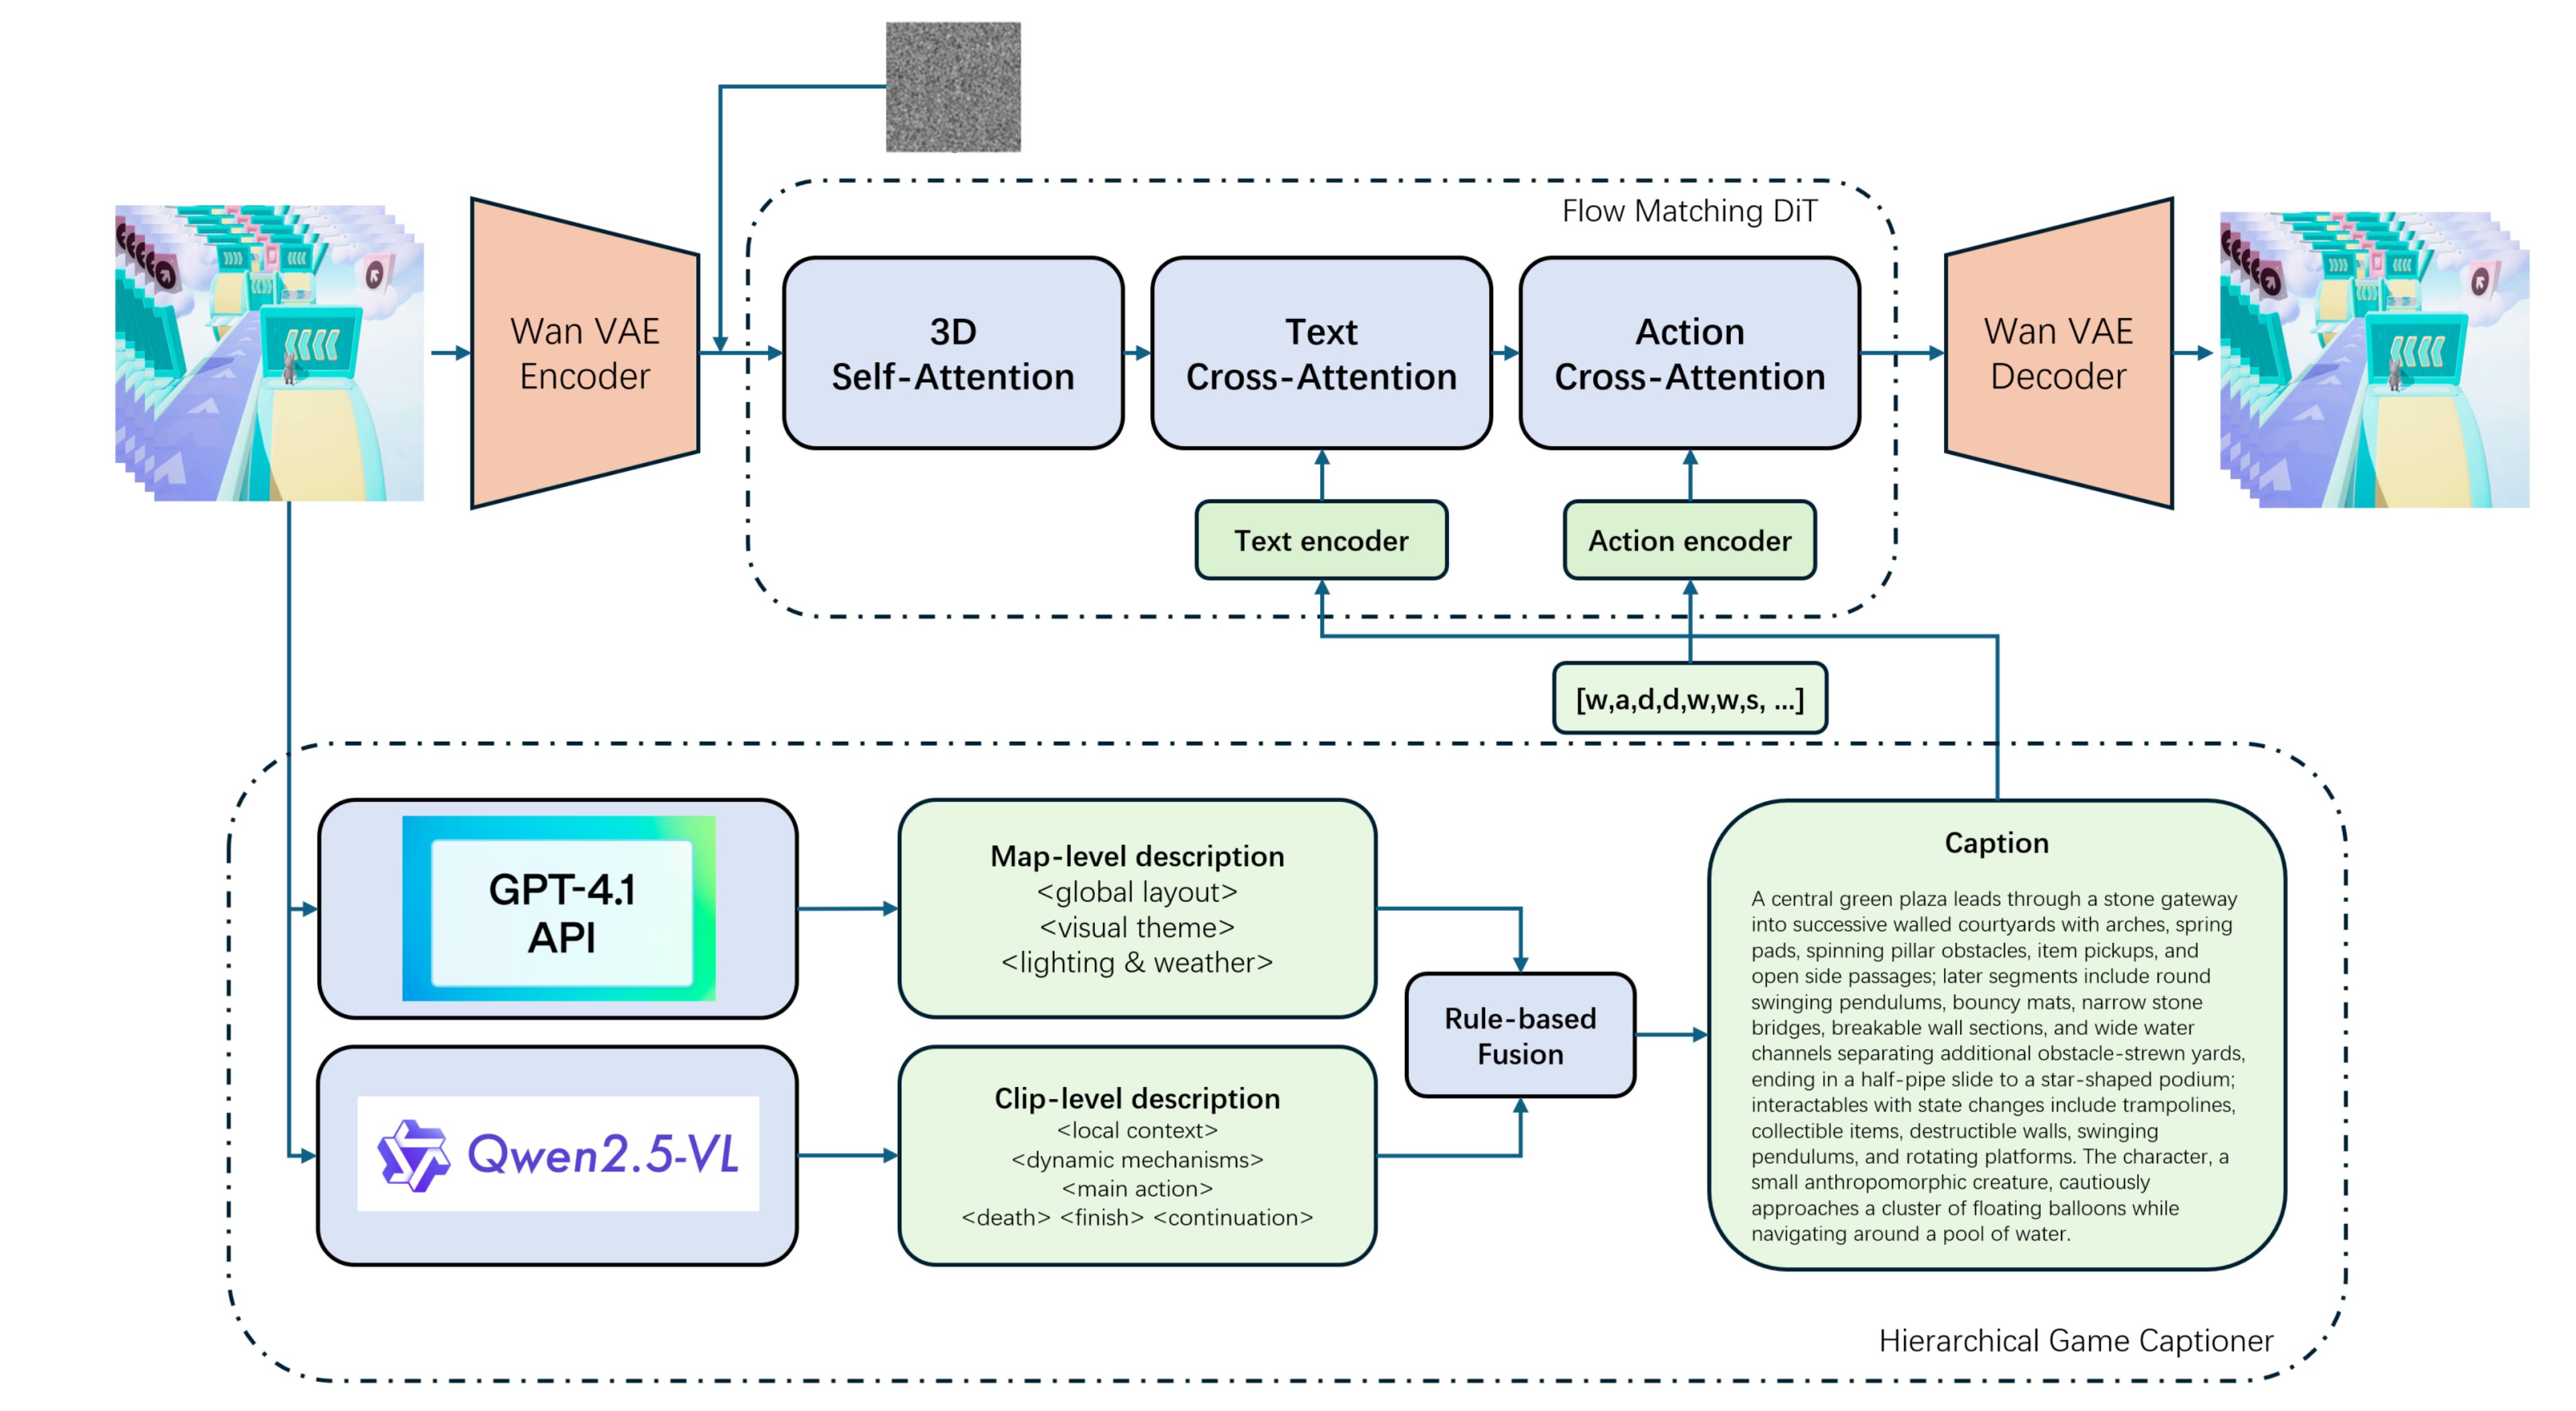 Flow Matching DiT
Wan VAE
Encoder
3D
Self-Attention
Text
Cross-Attention
Action
Cross-Attention
Wan VAE
Decoder
Text encoder
Action encoder
[w,a,d,d,w,w,s, ...]
GPT-4.1
API
Map-level description
<global layout>
<visual theme>
<lighting & weather>
Qwen2.5-VL
Clip-level description
<local context>
<dynamic mechanisms>
<main action>
<death> <finish> <continuation>
Rule-based
Fusion
Caption
A central green plaza leads through a stone gateway
into successive walled courtyards with arches, spring
pads, spinning pillar obstacles, item pickups, and
open side passages; later segments include round
swinging pendulums, bouncy mats, narrow stone
bridges, breakable wall sections, and wide water
channels separating additional obstacle-strewn yards,
ending in a half-pipe slide to a star-shaped podium;
interactables with state changes include trampolines,
collectible items, destructible walls, swinging
pendulums, and rotating platforms. The character, a
small anthropomorphic creature, cautiously
approaches a cluster of floating balloons while
navigating around a pool of water.
Hierarchical Game Captioner